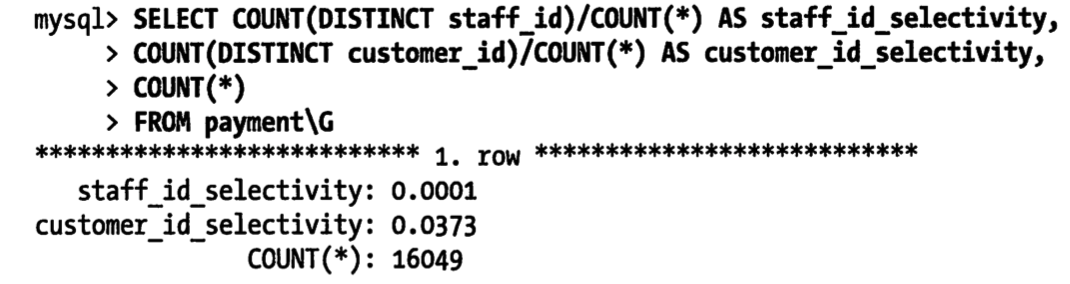 mysql> SELECT COUNT(DISTINCT staff_id)/COUNT(*) AS staff_id_selectivity,
    > COUNT(DISTINCT customer_id)/COUNT(*) AS customer_id_selectivity,
    > COUNT(*)
    > FROM payment\G
*************************** 1. row ***************************
   staff_id_selectivity: 0.0001
customer_id_selectivity: 0.0373
               COUNT(*): 16049